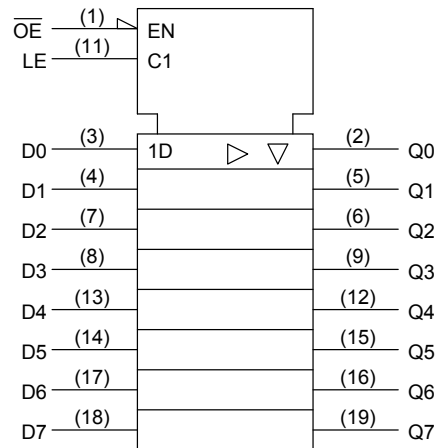 OE (1) EN
LE (11) C1
D0 (3) 1D (2) Q0
D1 (4) (5) Q1
D2 (7) (6) Q2
D3 (8) (9) Q3
D4 (13) (12) Q4
D5 (14) (15) Q5
D6 (17) (16) Q6
D7 (18) (19) Q7